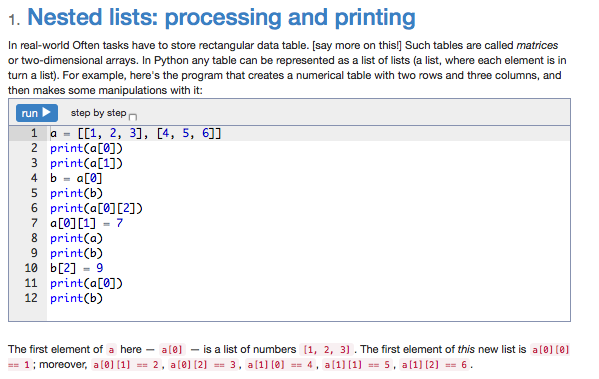 1. Nested lists: processing and printing
In real-world Often tasks have to store rectangular data table. [say more on this!] Such tables are called matrices
or two-dimensional arrays. In Python any table can be represented as a list of lists (a list, where each element is in
turn a list). For example, here's the program that creates a numerical table with two rows and three columns, and
then makes some manipulations with it:
run ▶ step by step
1 a = [[1, 2, 3], [4, 5, 6]]
2 print(a[0])
3 print(a[1])
4 b = a[0]
5 print(b)
6 print(a[0][2])
7 a[0][1] = 7
8 print(a)
9 print(b)
10 b[2] = 9
11 print(a[0])
12 print(b)
The first element of a here — a[0] — is a list of numbers [1, 2, 3]. The first element of this new list is a[0][0]
== 1; moreover, a[0][1] == 2, a[0][2] == 3, a[1][0] == 4, a[1][1] == 5, a[1][2] == 6.